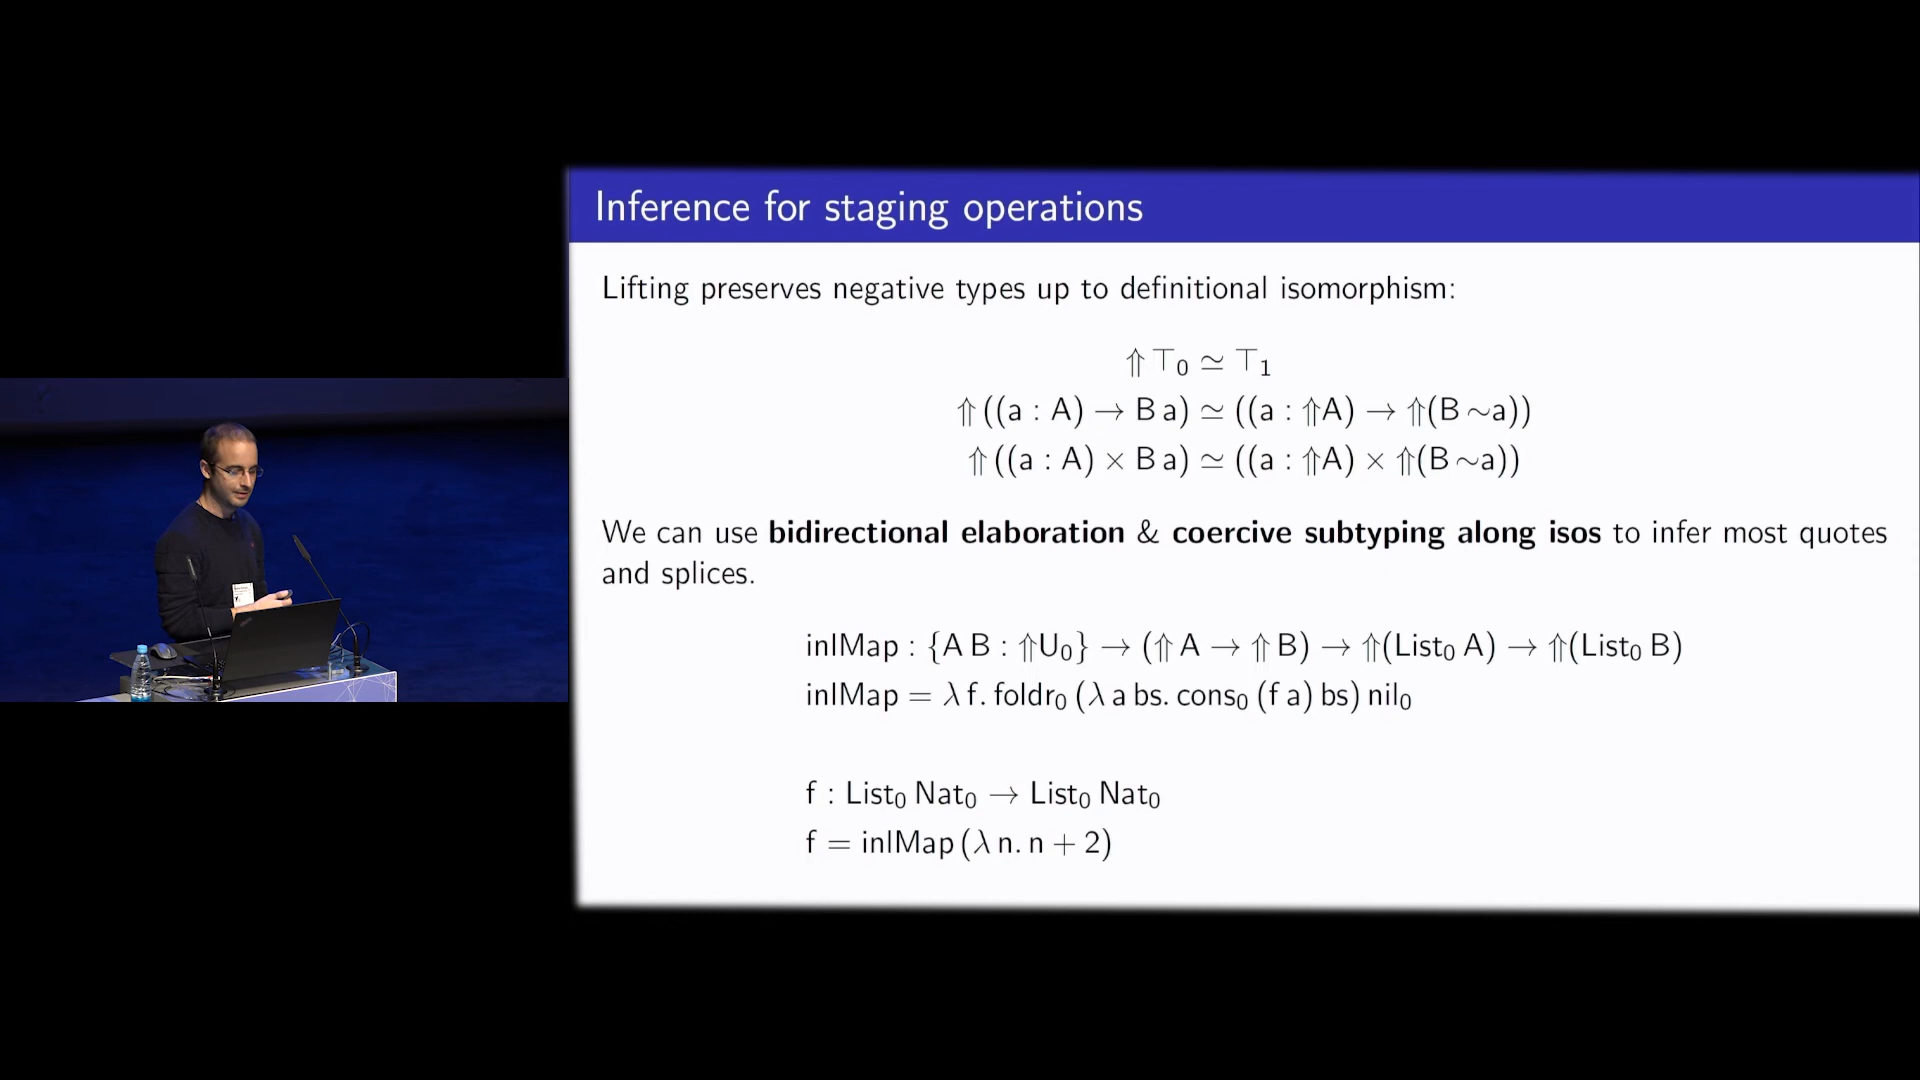 Inference for staging operations
Lifting preserves negative types up to definitional isomorphism:
⇑ ⊤₀ ≃ ⊤₁
⇑ ((a : A) → B a) ≃ ((a : ⇑A) → ⇑(B ∼a))
⇑ ((a : A) × B a) ≃ ((a : ⇑A) × ⇑(B ∼a))
We can use bidirectional elaboration & coercive subtyping along isos to infer most quotes
and splices.
inlMap : {A B : ⇑U₀} → (⇑ A → ⇑ B) → ⇑(List₀ A) → ⇑(List₀ B)
inlMap = λ f. foldr₀ (λ a bs. cons₀ (f a) bs) nil₀
f : List₀ Nat₀ → List₀ Nat₀
f = inlMap (λ n. n + 2)